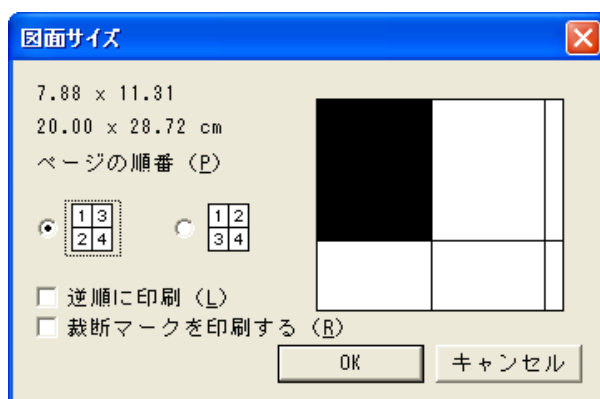 図面サイズ
7.88 x 11.31
20.00 x 28.72 cm
ページの順番 (P)
1 3
2 4
1 2
3 4
逆順に印刷 (L)
裁断マークを印刷する (R)
OK
キャンセル